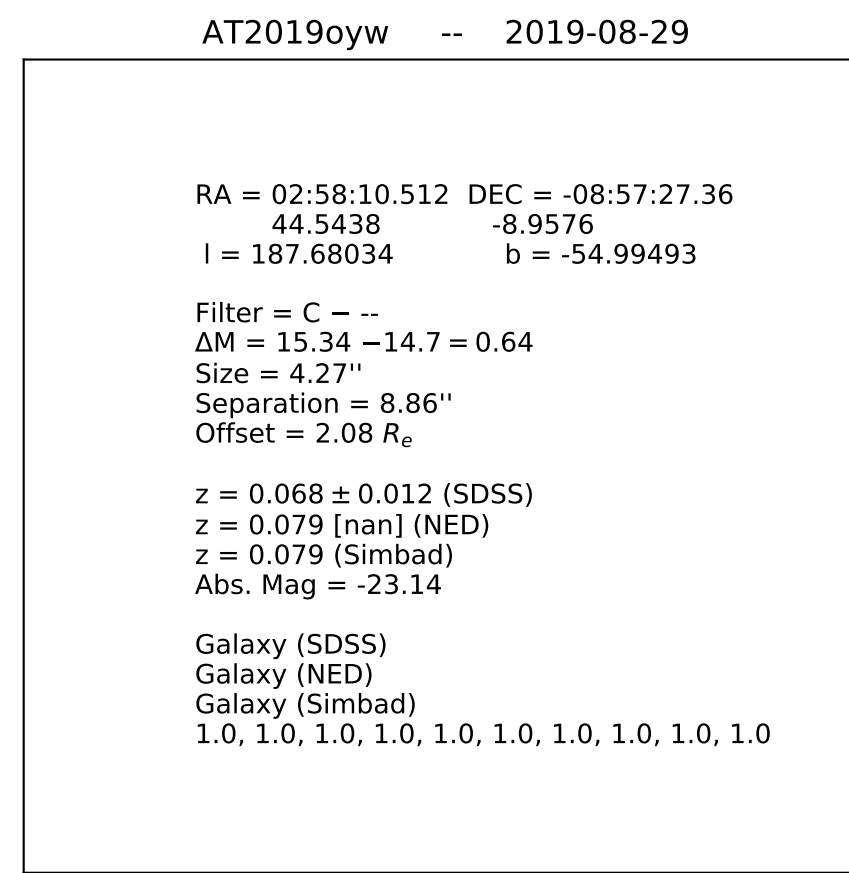 AT2019oyw -- 2019-08-29
RA = 02:58:10.512 DEC = -08:57:27.36
44.5438 -8.9576
l = 187.68034 b = -54.99493
Filter = C − --
ΔM = 15.34 −14.7 = 0.64
Size = 4.27''
Separation = 8.86''
Offset = 2.08 Rₑ
z = 0.068 ± 0.012 (SDSS)
z = 0.079 [nan] (NED)
z = 0.079 (Simbad)
Abs. Mag = -23.14
Galaxy (SDSS)
Galaxy (NED)
Galaxy (Simbad)
1.0, 1.0, 1.0, 1.0, 1.0, 1.0, 1.0, 1.0, 1.0, 1.0